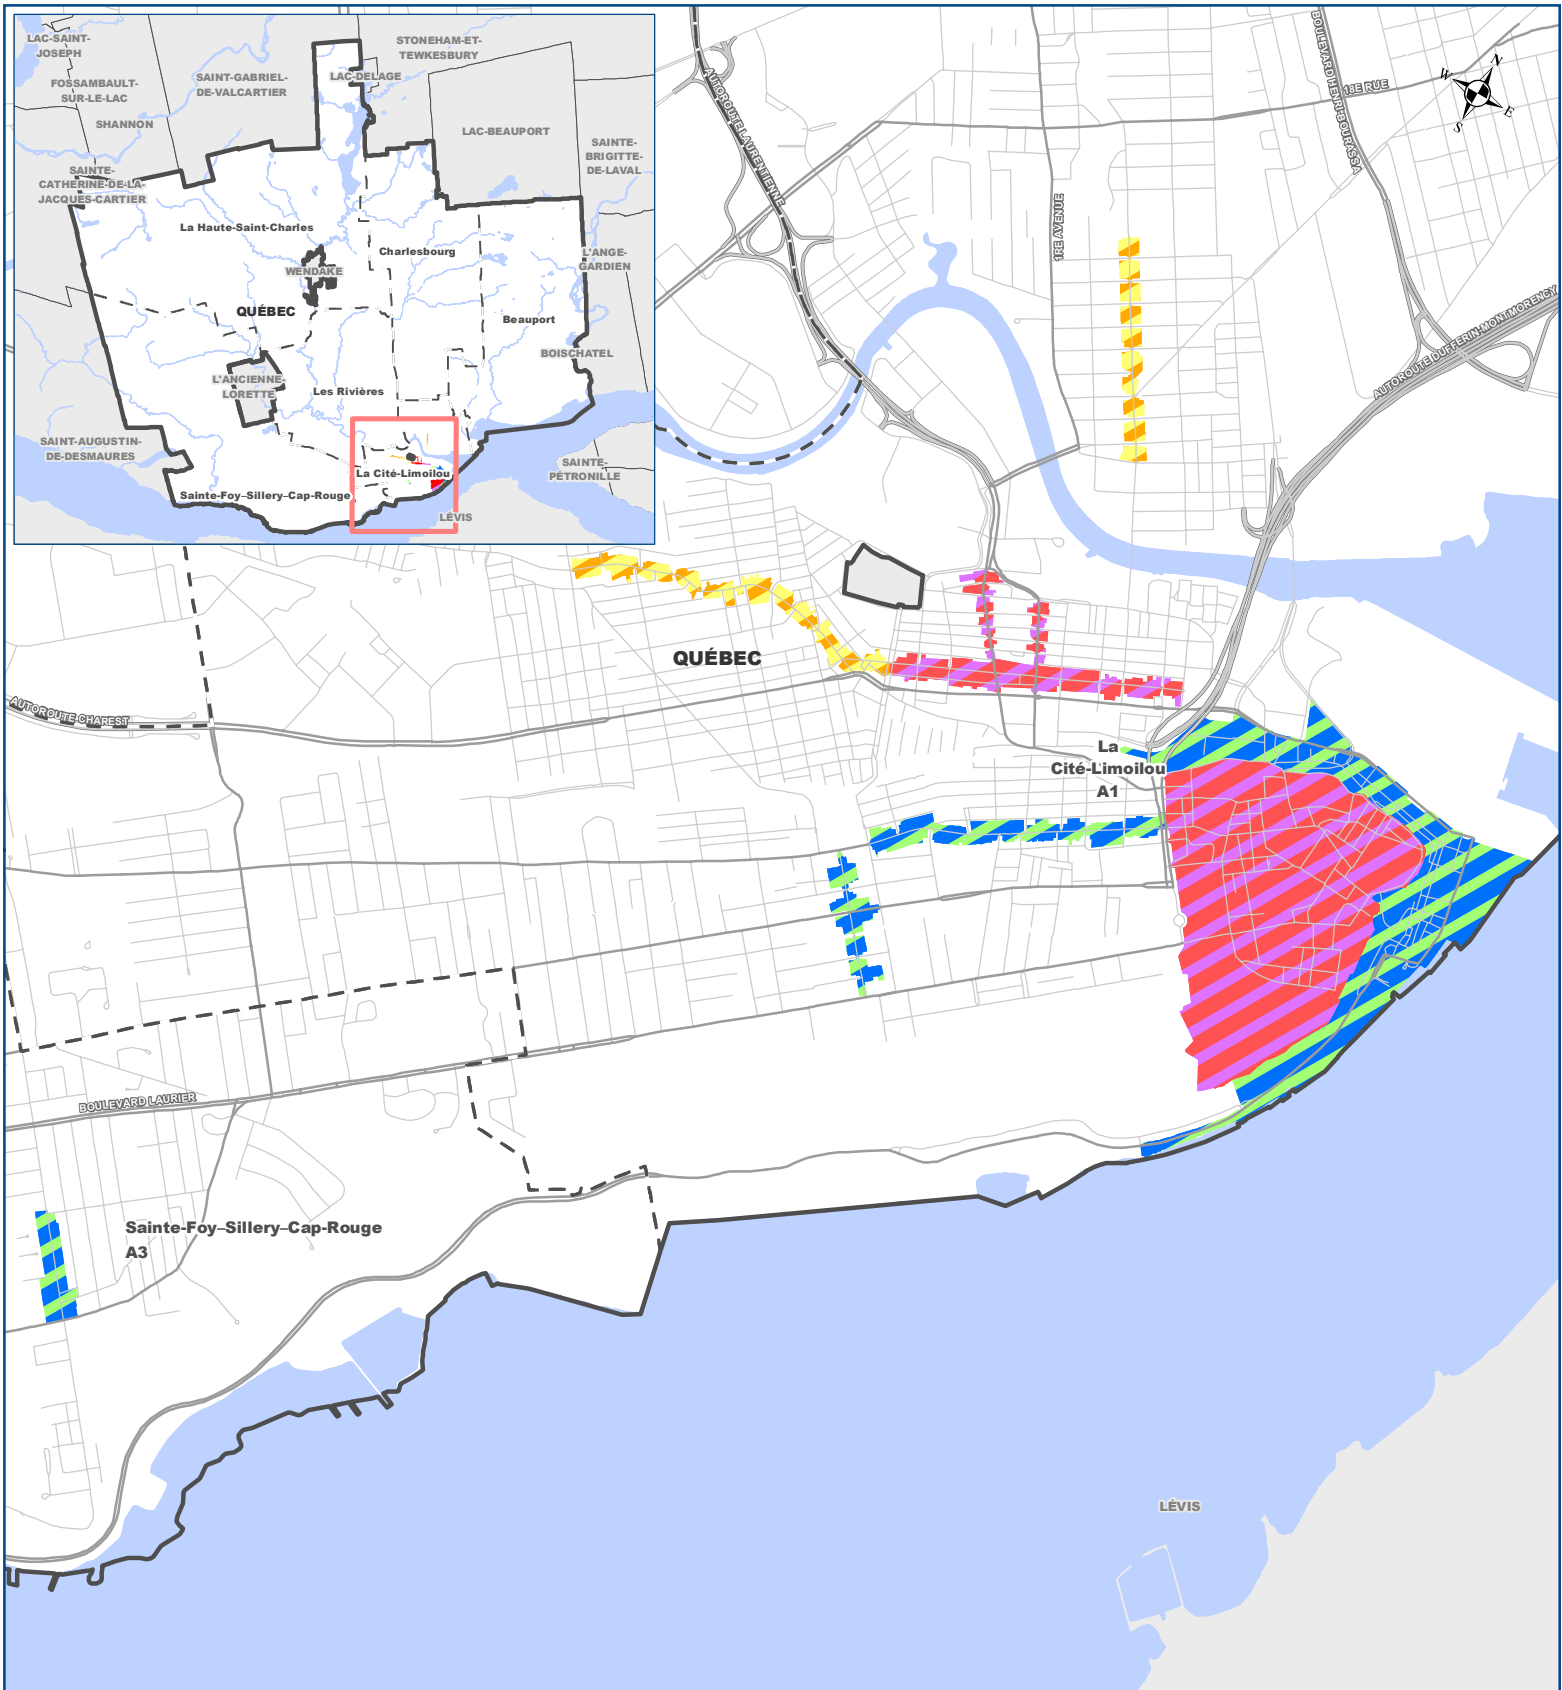 LAC-SAINT-
JOSEPH
FOSSAMBAULT-
SUR-LE-LAC
SHANNON
SAINTE-
CATHERINE-DE-LA-
JACQUES-CARTIER
SAINT-GABRIEL-
DE-VALCARTIER
LAC-DELAGE
STONEHAM-ET-
TEWKESBURY
LAC-BEAUPORT
SAINTE-
BRIGITTE-
DE-LAVAL
La Haute-Saint-Charles
Charlesbourg
L'ANGE-
GARDIEN
WENDAKE
QUÉBEC
Beauport
BOISCHATEL
L'ANCIENNE-
LORETTE
Les Rivières
SAINT-AUGUSTIN-
DE-DESMAURES
La Cité-Limoilou
SAINTE-
PÉTRONILLE
Sainte-Foy–Sillery–Cap-Rouge
LÉVIS
AUTOROUTE LAURENTIENNE
1RE AVENUE
BOULEVARD HENRI-BOURASSA
18E RUE
N
W
E
S
AUTOROUTE DUFFERIN-MONTMORENCY
QUÉBEC
AUTOROUTE CHAREST
La
Cité-Limoilou
A1
BOULEVARD LAURIER
Sainte-Foy–Sillery–Cap-Rouge
A3
LÉVIS